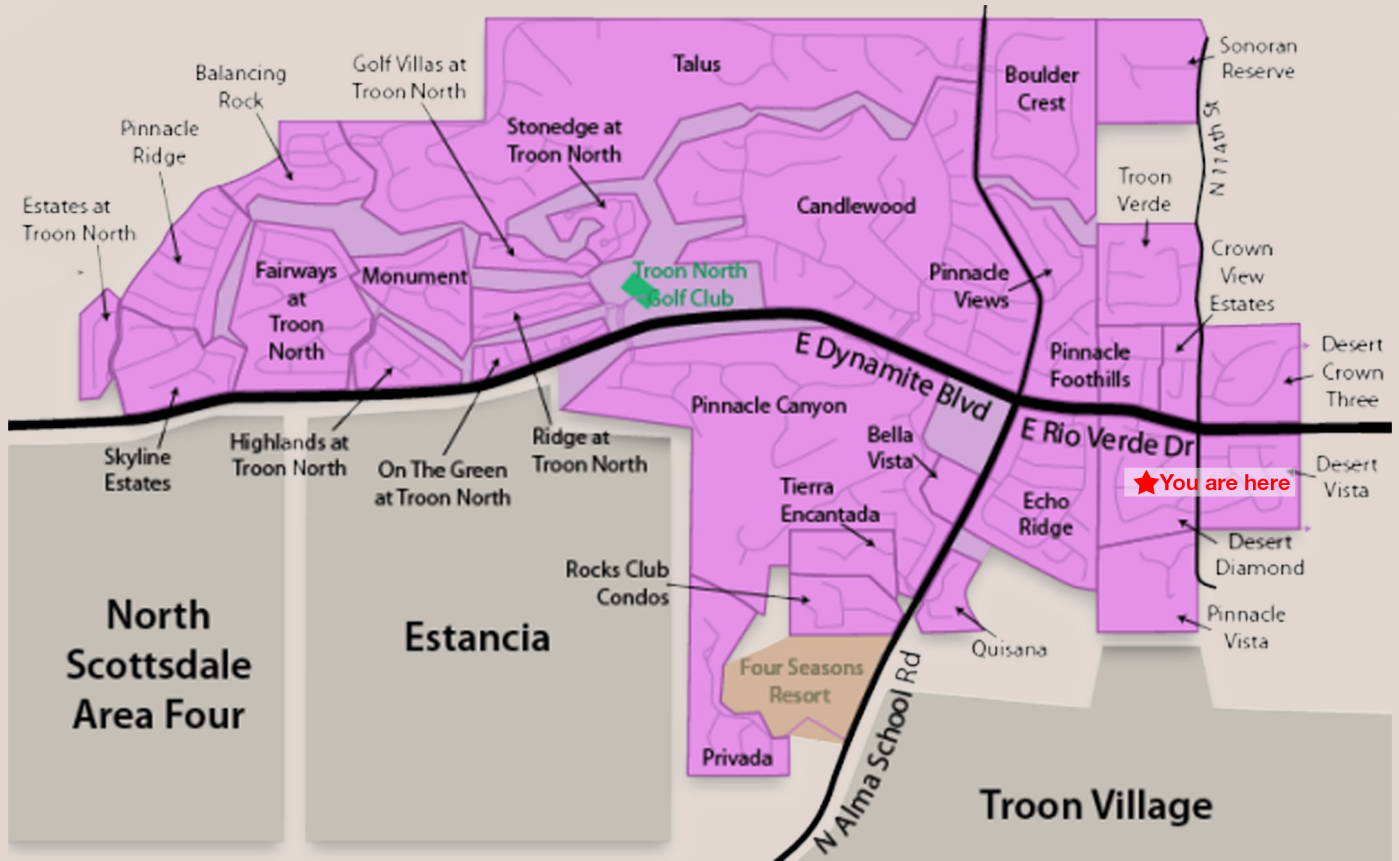 Talus
Boulder
Crest
Sonoran
Reserve
Golf Villas at
Troon North
Balancing
Rock
Pinnacle
Ridge
Stonedge at
Troon North
N 114th St
Estates at
Troon North
Troon
Verde
Candlewood
Crown
View
Estates
Fairways
at
Troon
North
Monument
Troon North
Golf Club
Pinnacle
Views
Desert
Crown
Three
E Dynamite Blvd
Pinnacle
Foothills
Pinnacle Canyon
E Rio Verde Dr
Skyline
Estates
Highlands at
Troon North
On The Green
at Troon North
Ridge at
Troon North
Bella
Vista
You are here
Desert
Vista
Tierra
Encantada
Echo
Ridge
Desert
Diamond
Rocks Club
Condos
Pinnacle
Vista
Quisana
North
Scottsdale
Area Four
Estancia
Four Seasons
Resort
Privada
N Alma School Rd
Troon Village